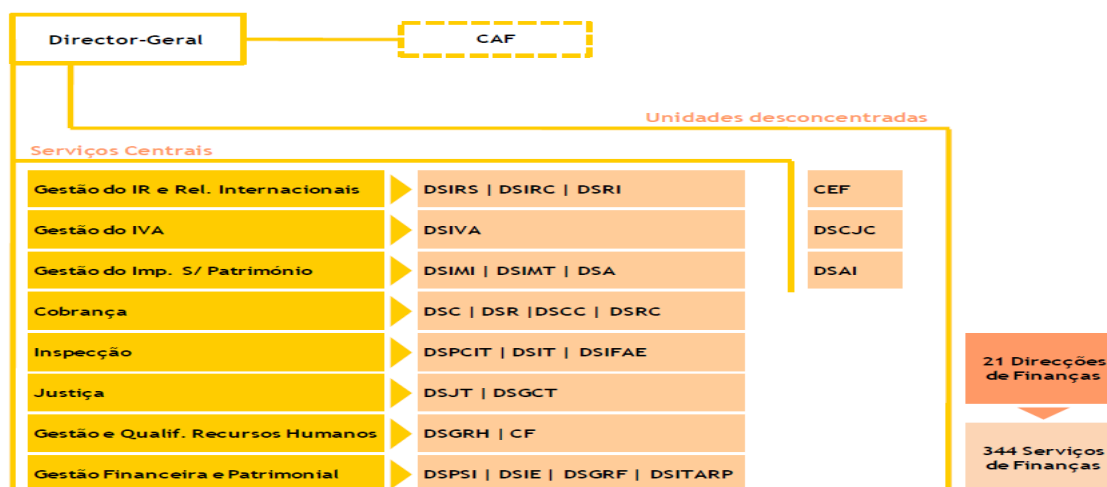 Director-Geral
CAF
Unidades desconcentradas
Serviços Centrais
Gestão do IR e Rel. Internacionais
DSIRS | DSIRC | DSRI
CEF
Gestão do IVA
DSIVA
DSCJC
Gestão do Imp. S/ Património
DSIMI | DSIMT | DSA
DSAI
Cobrança
DSC | DSR |DSCC | DSRC
Inspecção
DSPCIT | DSIT | DSIFAE
21 Direcções
de Finanças
Justiça
DSJT | DSGCT
Gestão e Qualif. Recursos Humanos
DSGRH | CF
344 Serviços
de Finanças
Gestão Financeira e Patrimonial
DSPSI | DSIE | DSGRF | DSITARP